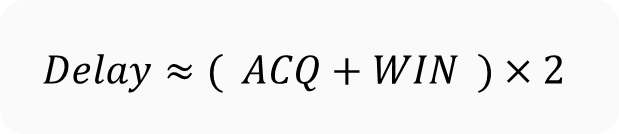 Delay ≈ ( ACQ + WIN ) × 2